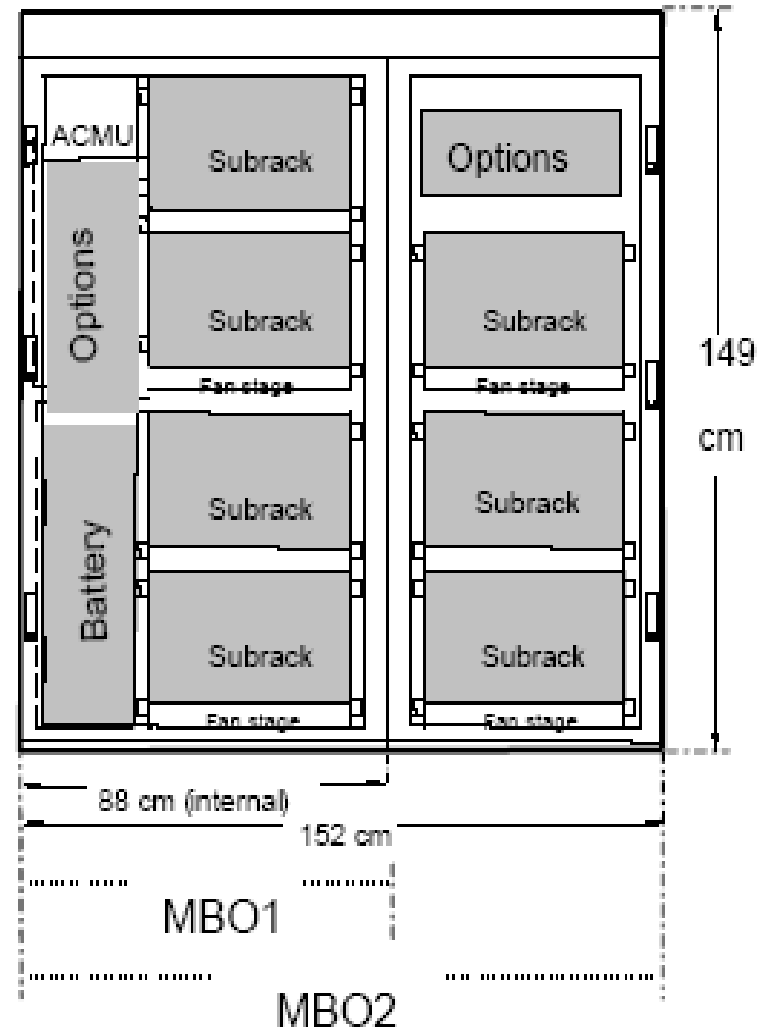 ACMU
Subrack
Options
Options
Subrack
Subrack
149
cm
Fan stage
Fan stage
Subrack
Subrack
Battery
Subrack
Subrack
Fan stage
Fan stage
88 cm (internal)
152 cm
MBO1
MBO2